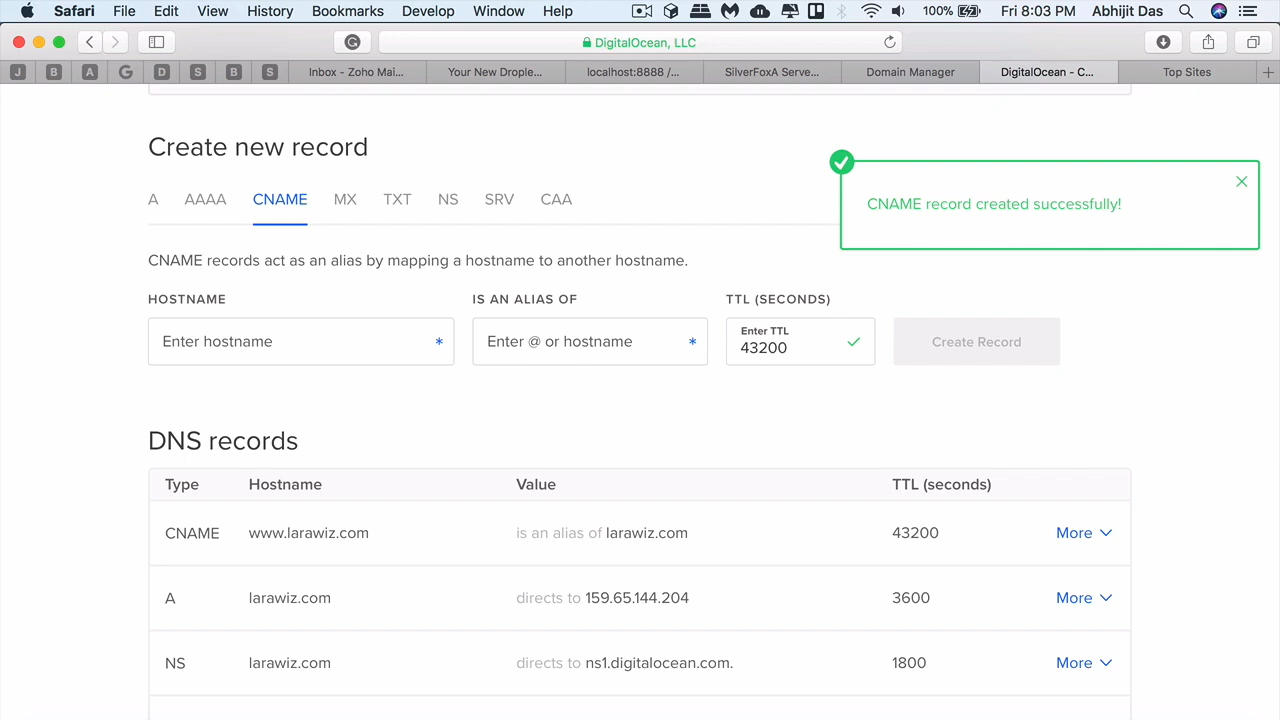 Safari File Edit View History Bookmarks Develop Window Help 100% Fri 8:03 PM Abhijit Das
DigitalOcean, LLC
J B A G D S B S Inbox - Zoho Mai... Your New Drople... localhost:8888 /... SilverFoxA Serve... Domain Manager DigitalOcean - C... Top Sites
Create new record
A AAAA CNAME MX TXT NS SRV CAA
CNAME record created successfully!
CNAME records act as an alias by mapping a hostname to another hostname.
HOSTNAME IS AN ALIAS OF TTL (SECONDS)
Enter hostname * Enter @ or hostname * Enter TTL
43200
Create Record
DNS records
Type Hostname Value TTL (seconds)
CNAME www.larawiz.com is an alias of larawiz.com 43200 More
A larawiz.com directs to 159.65.144.204 3600 More
NS larawiz.com directs to ns1.digitalocean.com. 1800 More